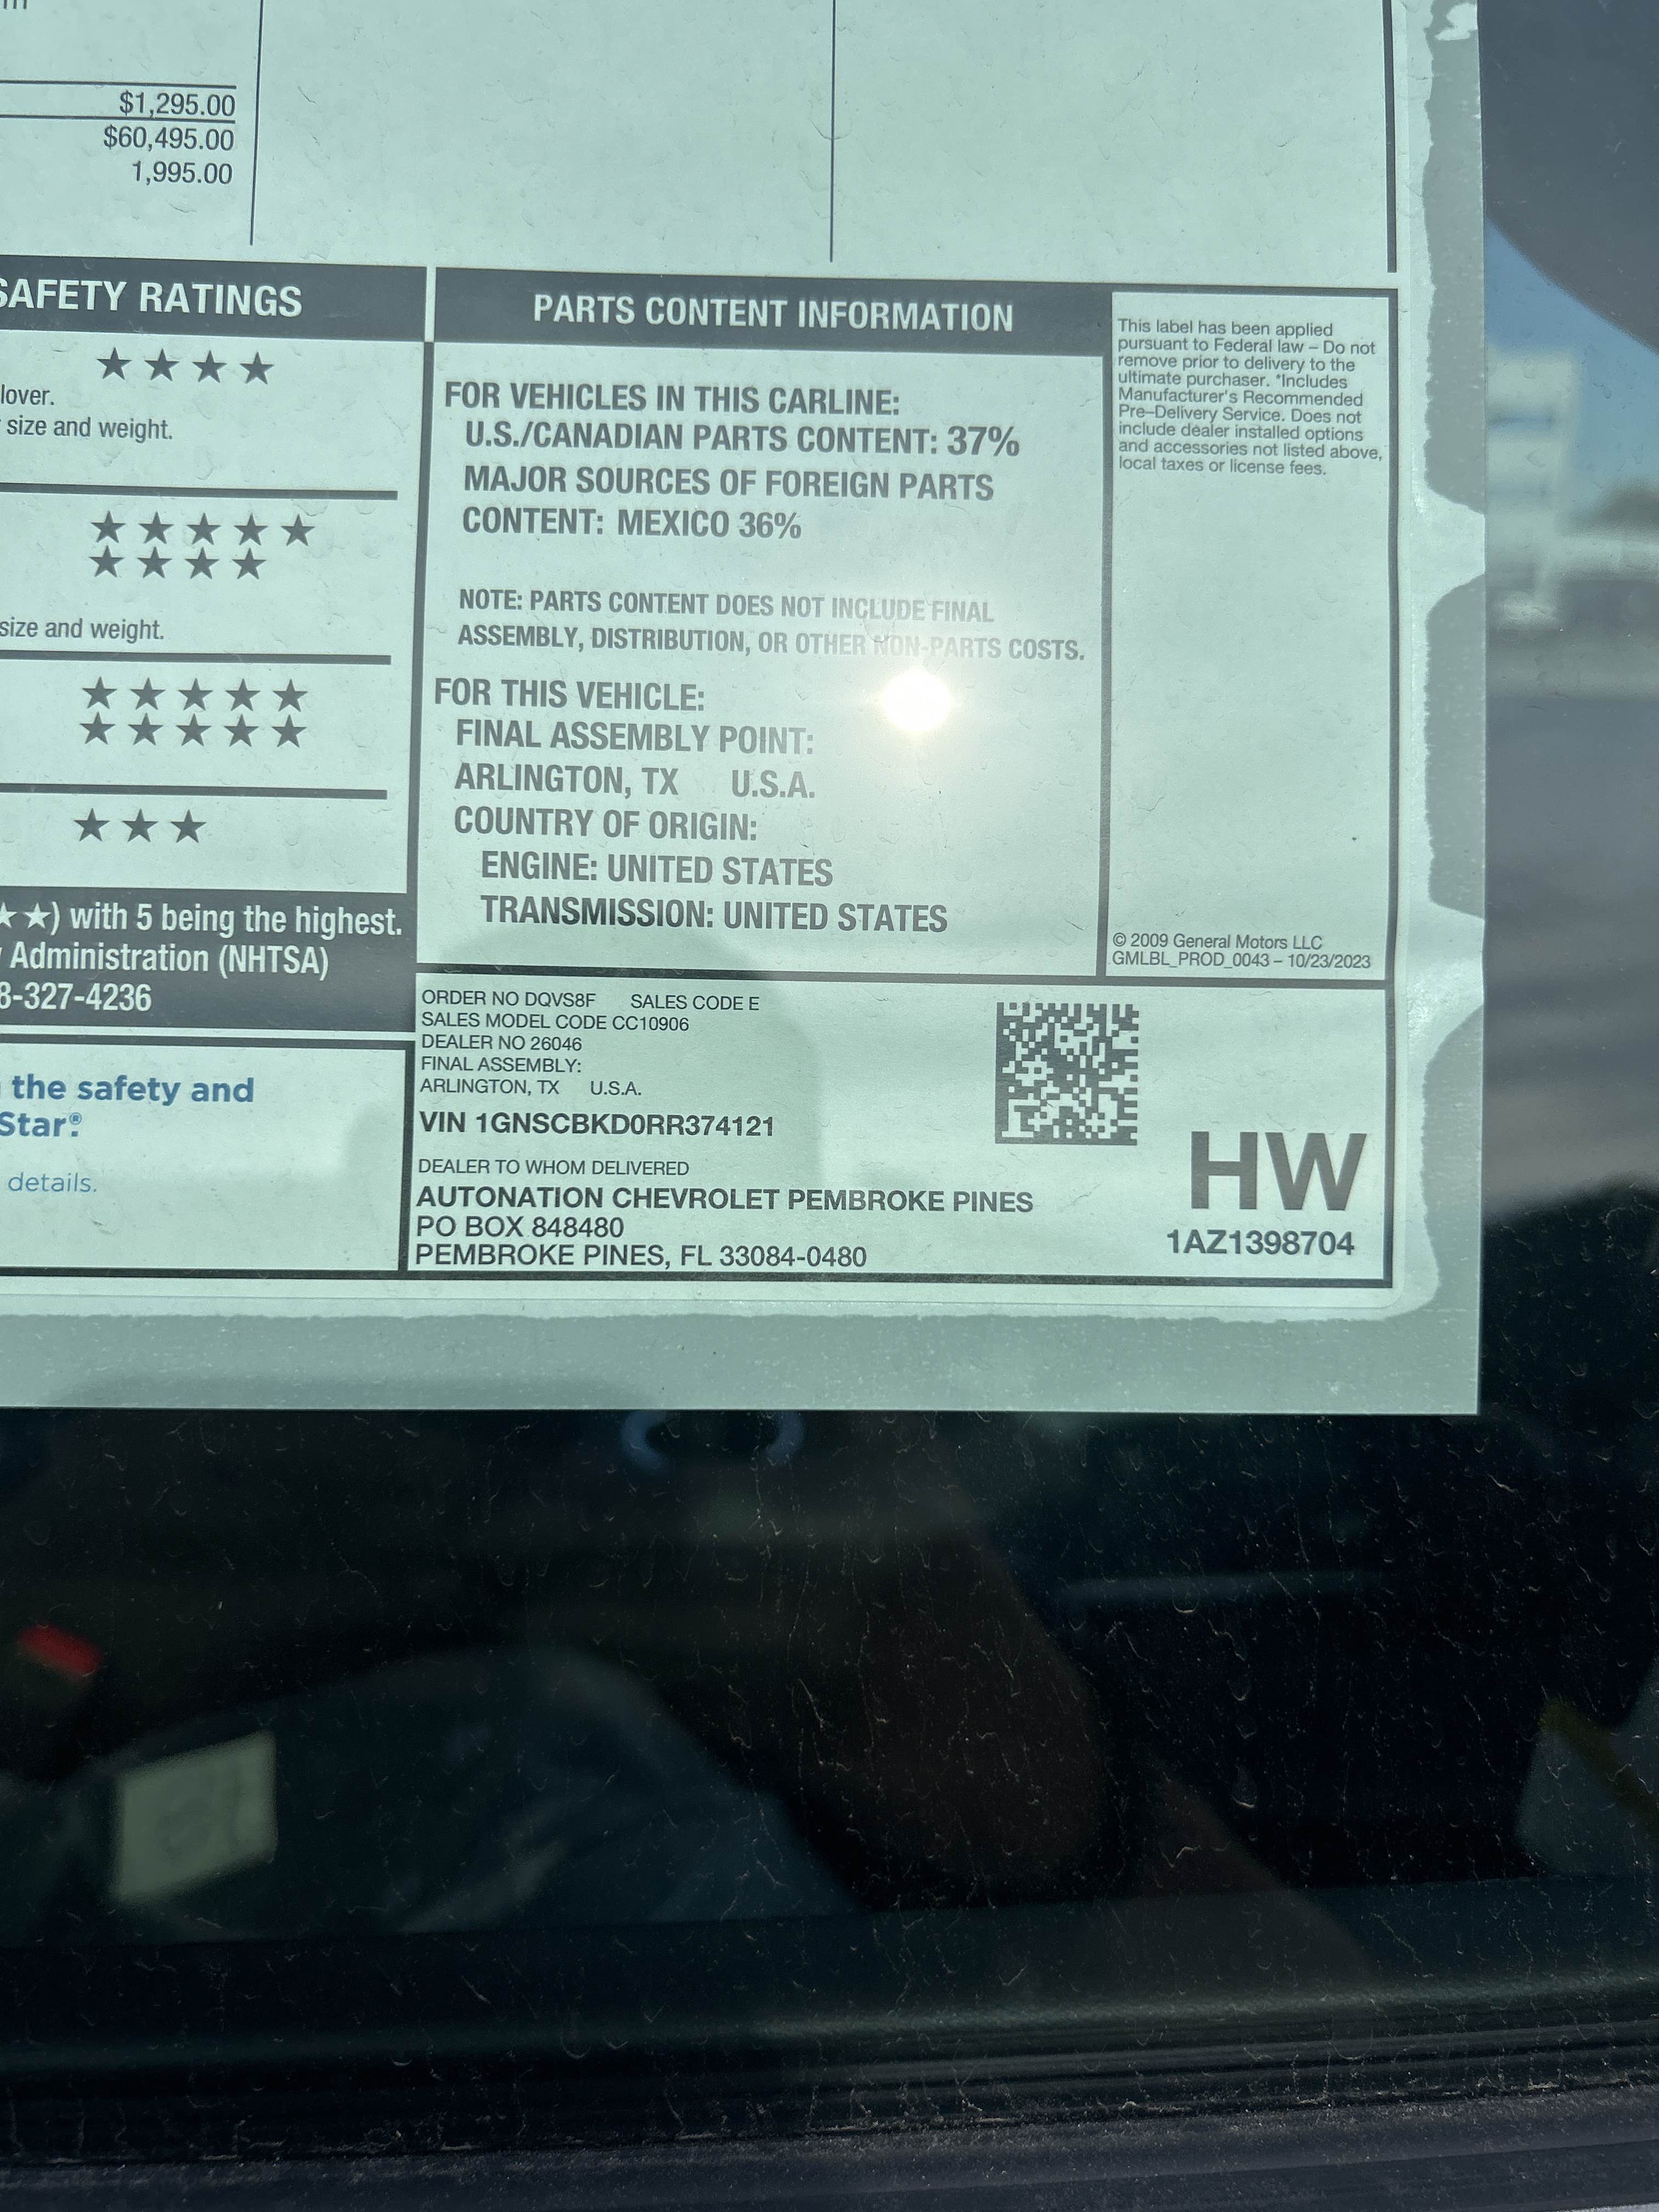 $1,295.00
$60,495.00
1,995.00
SAFETY RATINGS
★★★★
lover.
size and weight.
★★★★★
★★★★
size and weight.
★★★★★
★★★★★
★★★
★★) with 5 being the highest.
Administration (NHTSA)
8-327-4236
the safety and
Star®.
details.
PARTS CONTENT INFORMATION
FOR VEHICLES IN THIS CARLINE:
U.S./CANADIAN PARTS CONTENT: 37%
MAJOR SOURCES OF FOREIGN PARTS
CONTENT: MEXICO 36%
NOTE: PARTS CONTENT DOES NOT INCLUDE FINAL
ASSEMBLY, DISTRIBUTION, OR OTHER NON-PARTS COSTS.
FOR THIS VEHICLE:
FINAL ASSEMBLY POINT:
ARLINGTON, TX U.S.A.
COUNTRY OF ORIGIN:
ENGINE: UNITED STATES
TRANSMISSION: UNITED STATES
This label has been applied
pursuant to Federal law – Do not
remove prior to delivery to the
ultimate purchaser. *Includes
Manufacturer's Recommended
Pre–Delivery Service. Does not
include dealer installed options
and accessories not listed above,
local taxes or license fees.
© 2009 General Motors LLC
GMLBL_PROD_0043 – 10/23/2023
ORDER NO DQVS8F SALES CODE E
SALES MODEL CODE CC10906
DEALER NO 26046
FINAL ASSEMBLY:
ARLINGTON, TX U.S.A.
VIN 1GNSCBKD0RR374121
DEALER TO WHOM DELIVERED
AUTONATION CHEVROLET PEMBROKE PINES
PO BOX 848480
PEMBROKE PINES, FL 33084-0480
HW
1AZ1398704